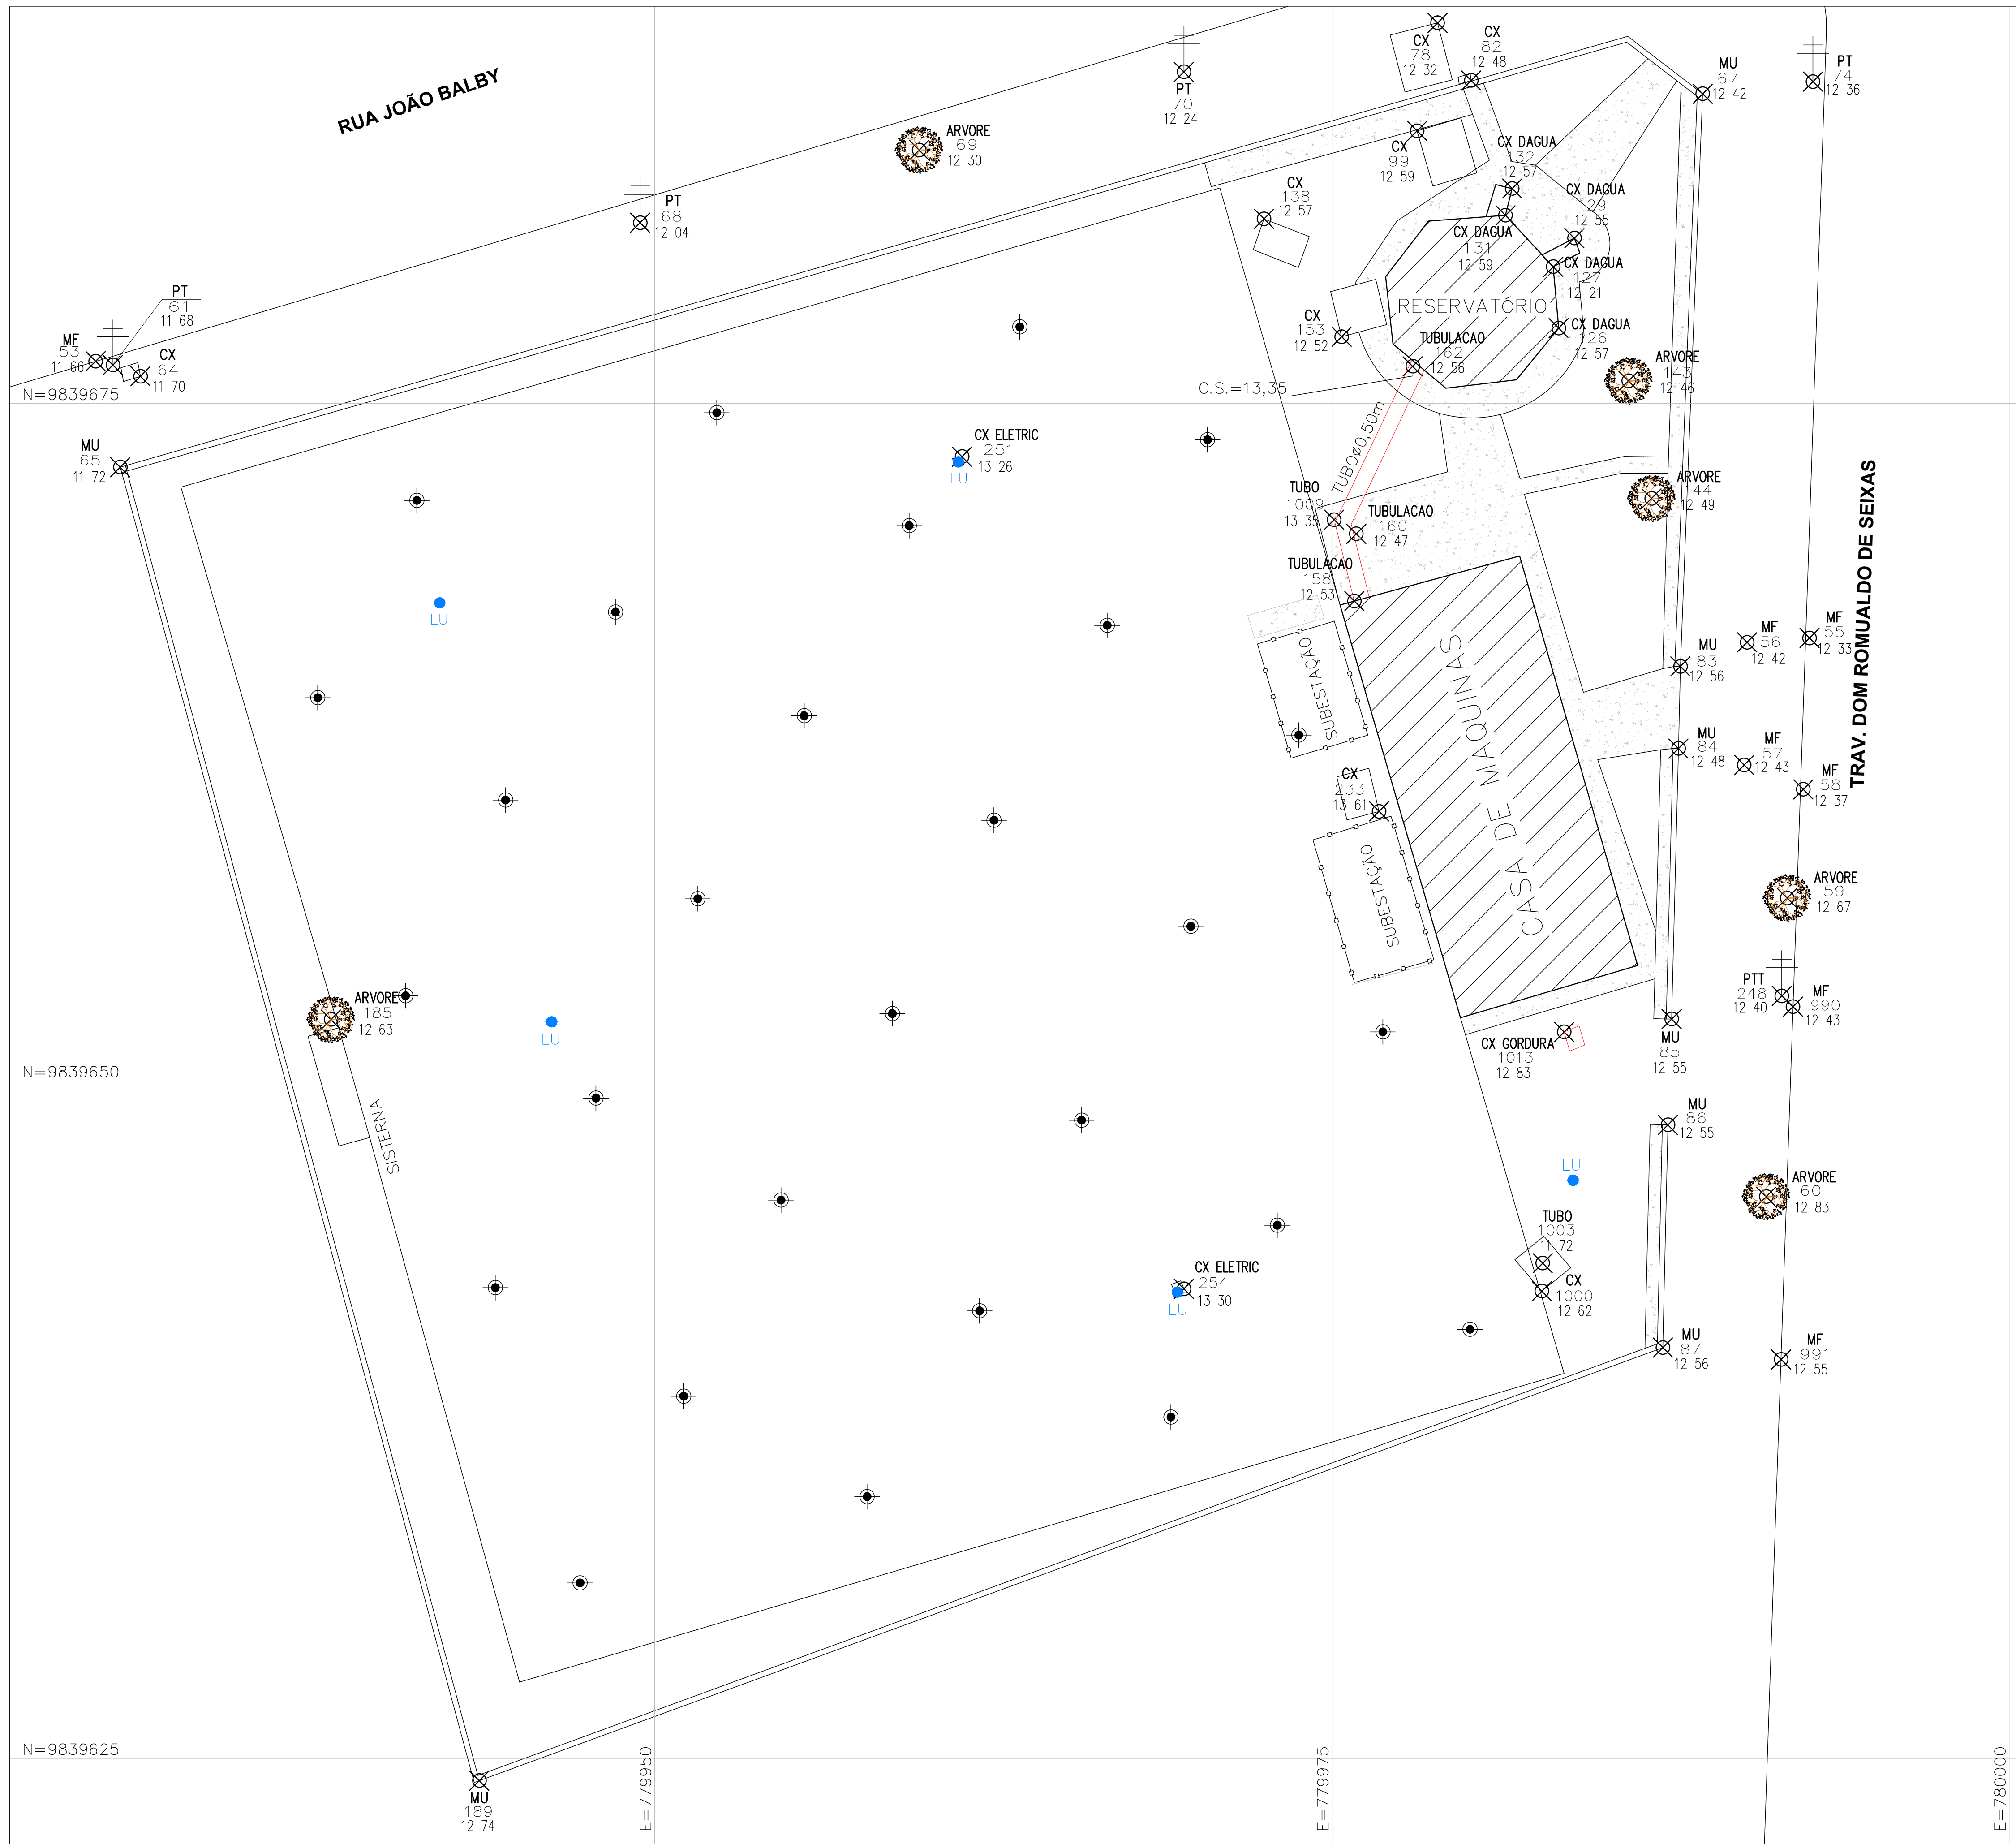 RUA JOÃO BALBY
CX
78
12 32
CX
82
12 48
MU
67
12 42
PT
74
12 36
PT
70
12 24
ARVORE
69
12 30
CX
99
12 59
CX DAGUA
132
12 57
CX DAGUA
129
12 55
CX
138
12 57
PT
68
12 04
CX DAGUA
131
12 59
CX DAGUA
127
12 21
PT
61
11 68
RESERVATÓRIO
MF
53
11 66
CX
64
11 70
CX
153
12 52
TUBULACAO
162
12 56
CX DAGUA
126
12 57
ARVORE
143
12 46
C.S.=13,35
N=9839675
TUBOø0,50m
MU
65
11 72
CX ELETRIC
251
13 26
LU
ARVORE
144
12 49
TUBO
1009
13 35
TUBULACAO
160
12 47
TRAV. DOM ROMUALDO DE SEIXAS
TUBULACAO
158
12 53
LU
SUBESTAÇÃO
CASA DE MAQUINAS
MF
56
12 42
MF
55
12 33
MU
83
12 56
MU
84
12 48
MF
57
12 43
MF
58
12 37
CX
233
13 61
SUBESTAÇÃO
ARVORE
59
12 67
ARVORE
185
12 63
LU
PTT
248
12 40
MF
990
12 43
CX GORDURA
1013
12 83
MU
85
12 55
N=9839650
SISTERNA
MU
86
12 55
LU
ARVORE
60
12 83
TUBO
1003
11 72
CX ELETRIC
254
13 30
LU
CX
1000
12 62
MU
87
12 56
MF
991
12 55
N=9839625
MU
189
12 74
E=779950
E=779975
E=780000